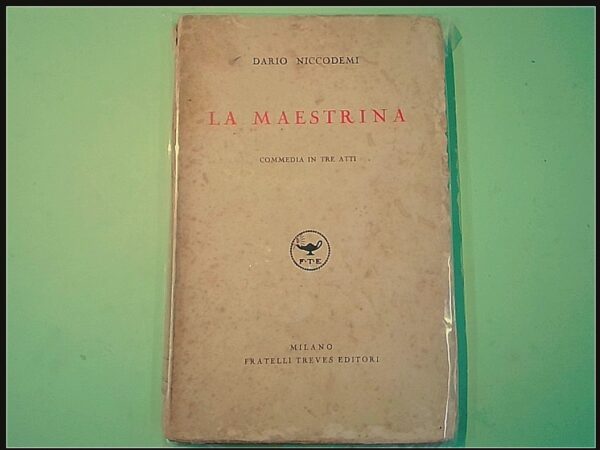 DARIO NICCODEMI
LA MAESTRINA
COMMEDIA IN TRE ATTI
F·T·E
MILANO
FRATELLI TREVES EDITORI